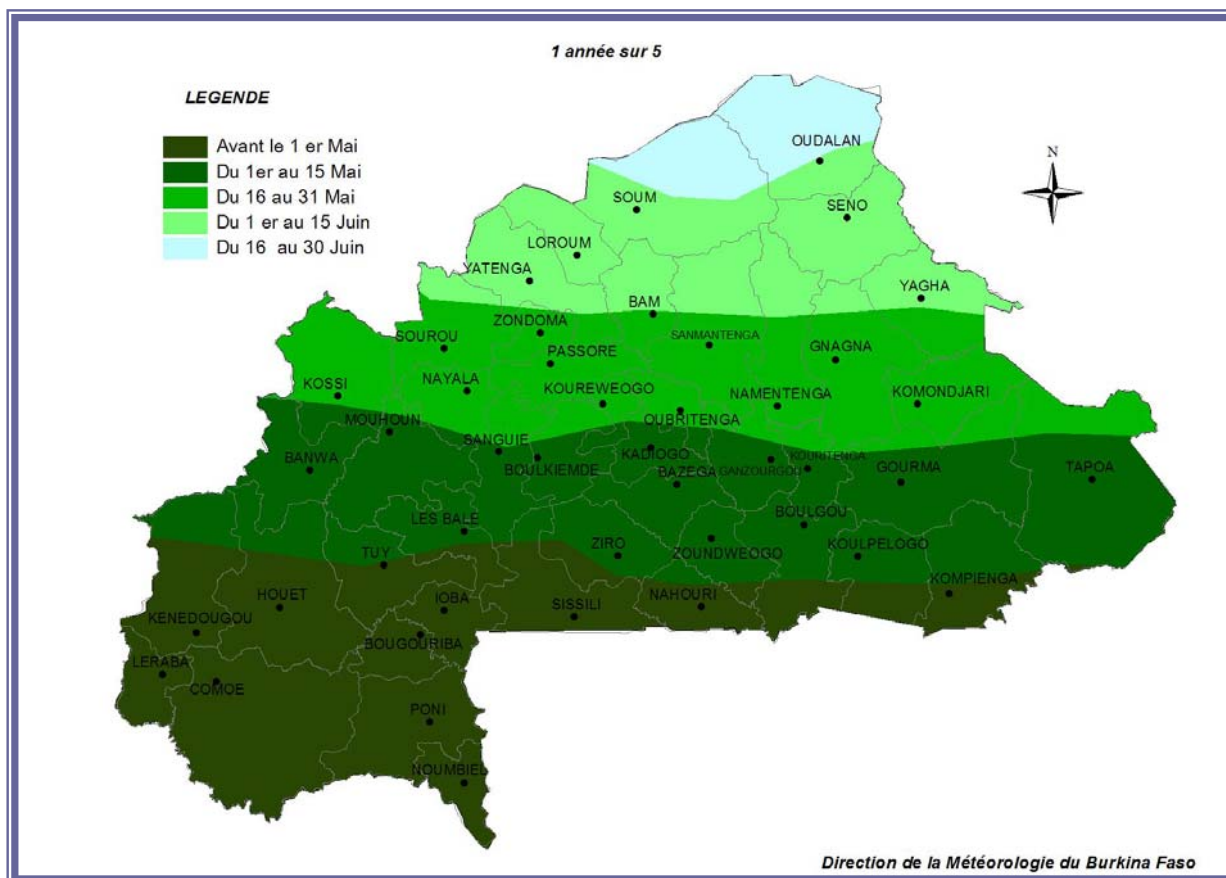 1 année sur 5
LEGENDE
Avant le 1 er Mai
Du 1er au 15 Mai
Du 16 au 31 Mai
Du 1 er au 15 Juin
Du 16 au 30 Juin
N
OUDALAN
SOUM
SENO
LOROUM
YATENGA
YAGHA
BAM
ZONDOMA
SOUROU
SANMANTENGA
PASSORE
GNAGNA
KOSSI
NAYALA
KOUREWEOGO
NAMENTENGA
KOMONDJARI
OUBRITENGA
MOUHOUN
SANGUIE
KADIOGO
KOURITENGA
BANWA
BOULKIEMDE
BAZEGA
GANZOURGOU
GOURMA
TAPOA
LES BALE
BOULGOU
TUY
ZIRO
ZOUNDWEOGO
KOULPELOGO
KOMPIENGA
HOUET
IOBA
SISSILI
NAHOURI
KENEDOUGOU
BOUGOURIBA
LERABA
COMOE
PONI
NOUMBIEL
Direction de la Météorologie du Burkina Faso